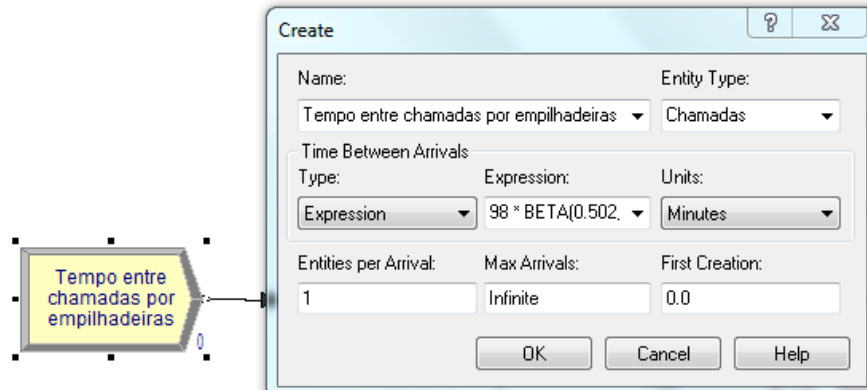 Create
Name:
Entity Type:
Tempo entre chamadas por empilhadeiras
Chamadas
Time Between Arrivals
Type:
Expression:
Units:
Expression
98 * BETA(0.502,
Minutes
Entities per Arrival:
Max Arrivals:
First Creation:
1
Infinite
0.0
OK
Cancel
Help
Tempo entre
chamadas por
empilhadeiras
0